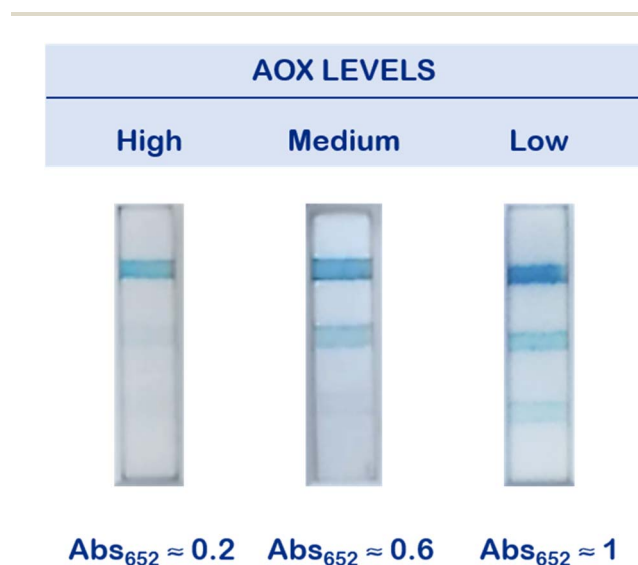 AOX LEVELS
High Medium Low
Abs₆₅₂ ≈ 0.2 Abs₆₅₂ ≈ 0.6 Abs₆₅₂ ≈ 1